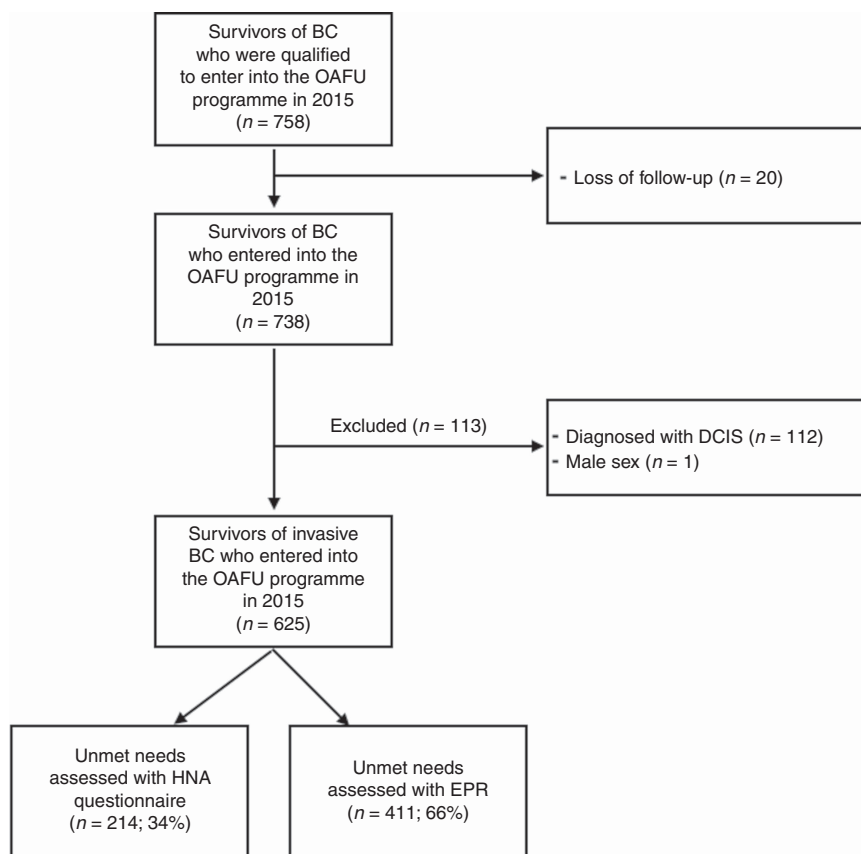 Survivors of BC
who were qualified
to enter into the OAFU
programme in 2015
(n = 758)
- Loss of follow-up (n = 20)
Survivors of BC
who entered into the
OAFU programme in
2015
(n = 738)
Excluded (n = 113)
- Diagnosed with DCIS (n = 112)
- Male sex (n = 1)
Survivors of invasive
BC who entered into
the OAFU programme
in 2015
(n = 625)
Unmet needs
assessed with HNA
questionnaire
(n = 214; 34%)
Unmet needs
assessed with EPR
(n = 411; 66%)